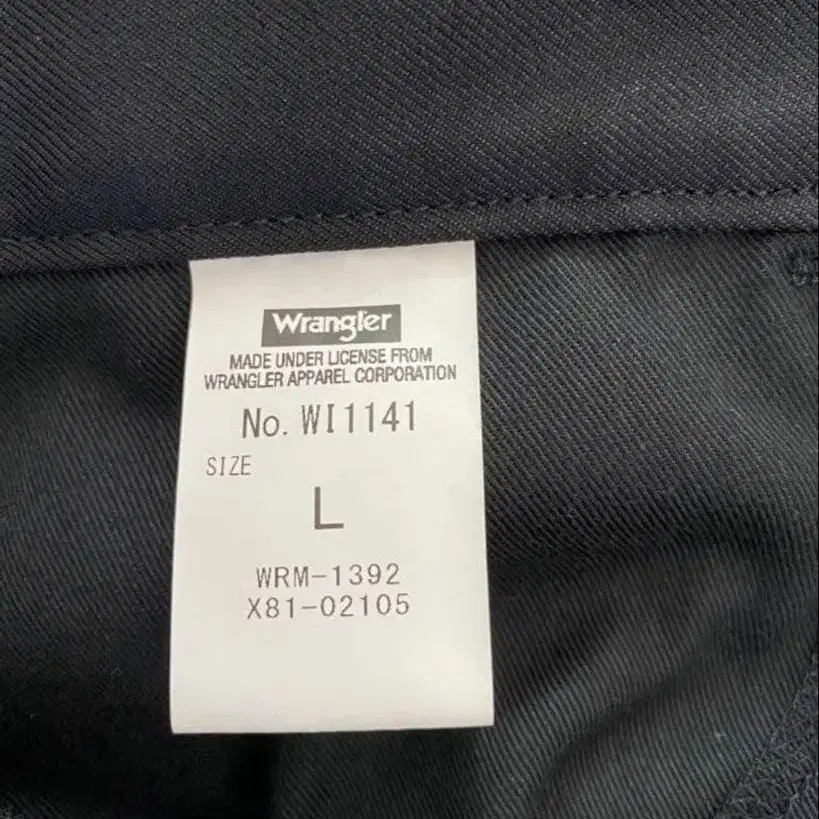 Wrangler
MADE UNDER LICENSE FROM
WRANGLER APPAREL CORPORATION
No. WI1141
SIZE
L
WRM-1392
X81-02105